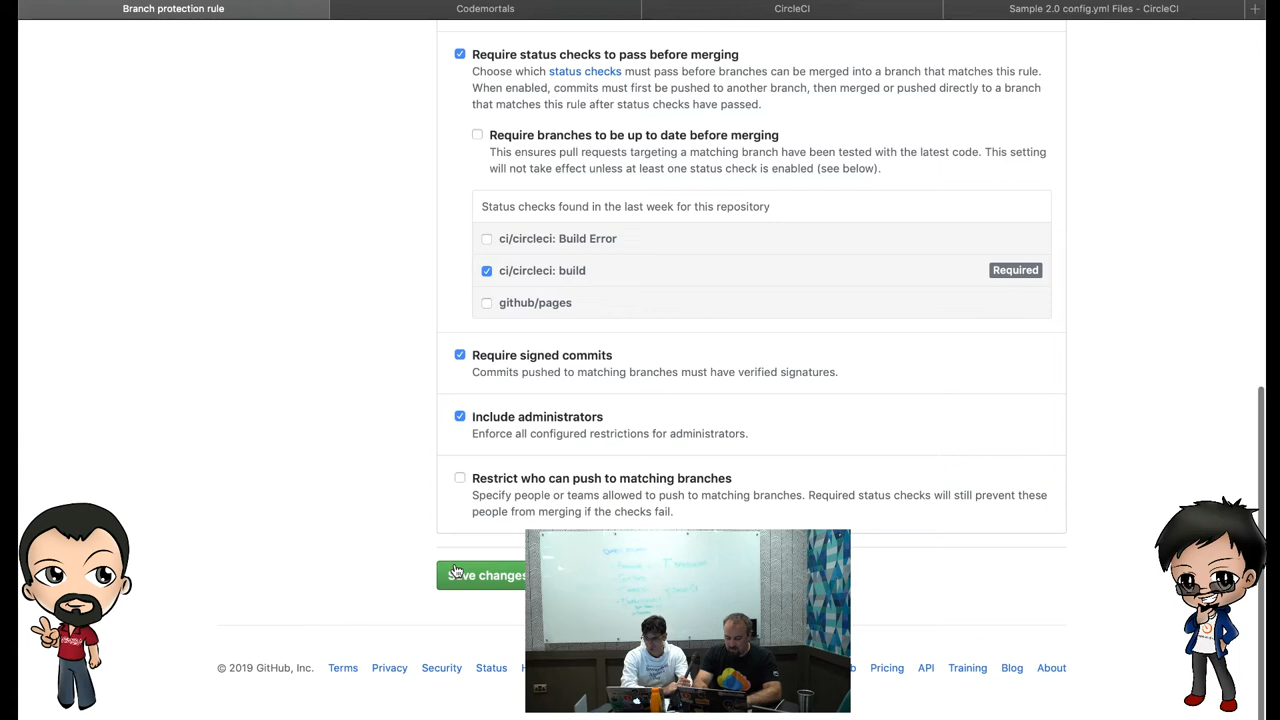 Branch protection rule
Codemortals
CircleCI
Sample 2.0 config.yml Files - CircleCI
Require status checks to pass before merging
Choose which status checks must pass before branches can be merged into a branch that matches this rule.
When enabled, commits must first be pushed to another branch, then merged or pushed directly to a branch
that matches this rule after status checks have passed.
Require branches to be up to date before merging
This ensures pull requests targeting a matching branch have been tested with the latest code. This setting
will not take effect unless at least one status check is enabled (see below).
Status checks found in the last week for this repository
ci/circleci: Build Error
ci/circleci: build
Required
github/pages
Require signed commits
Commits pushed to matching branches must have verified signatures.
Include administrators
Enforce all configured restrictions for administrators.
Restrict who can push to matching branches
Specify people or teams allowed to push to matching branches. Required status checks will still prevent these
people from merging if the checks fail.
Save changes
© 2019 GitHub, Inc. Terms Privacy Security Status Pricing API Training Blog About